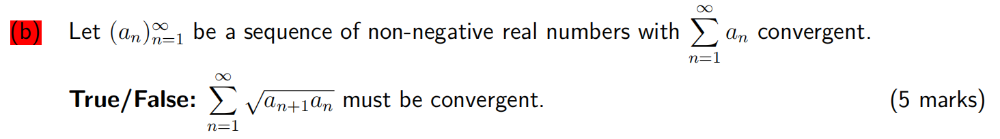 (b) Let $(a_n)_{n=1}^{\infty}$ be a sequence of non-negative real numbers with $\sum_{n=1}^{\infty} a_n$ convergent.
True/False: $\sum_{n=1}^{\infty} \sqrt{a_{n+1}a_n}$ must be convergent. (5 marks)